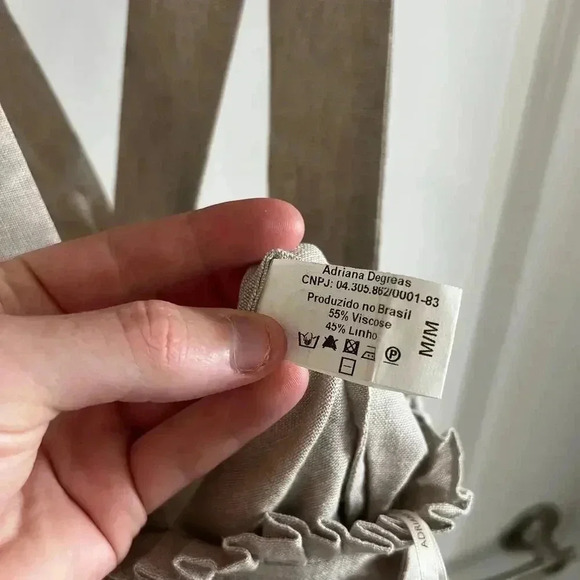 Adriana Degreas
CNPJ: 04.305.862/0001-83
Produzido no Brasil
55% Viscose
45% Linho
M/M
P